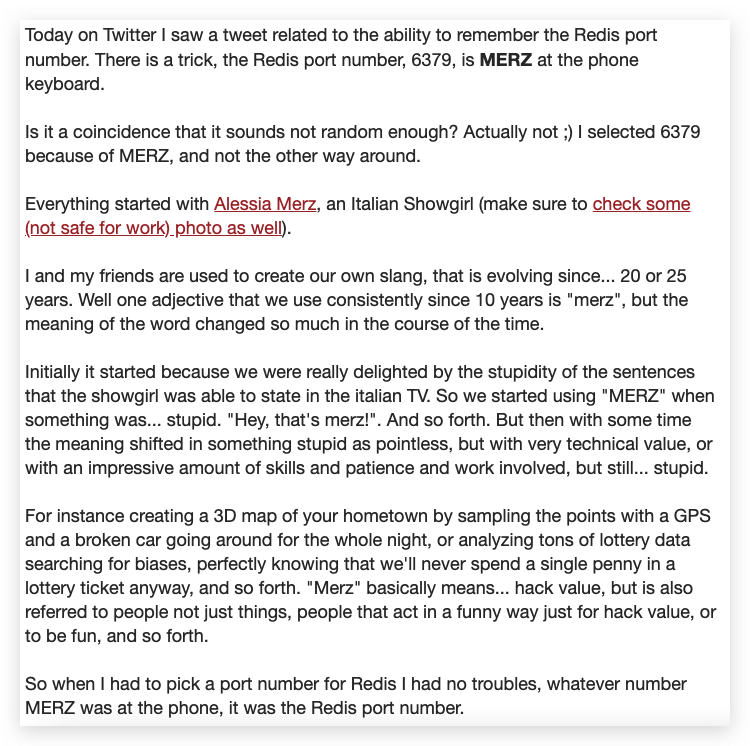 Today on Twitter I saw a tweet related to the ability to remember the Redis port
number. There is a trick, the Redis port number, 6379, is MERZ at the phone
keyboard.
Is it a coincidence that it sounds not random enough? Actually not ;) I selected 6379
because of MERZ, and not the other way around.
Everything started with Alessia Merz, an Italian Showgirl (make sure to check some
(not safe for work) photo as well).
I and my friends are used to create our own slang, that is evolving since... 20 or 25
years. Well one adjective that we use consistently since 10 years is "merz", but the
meaning of the word changed so much in the course of the time.
Initially it started because we were really delighted by the stupidity of the sentences
that the showgirl was able to state in the italian TV. So we started using "MERZ" when
something was... stupid. "Hey, that's merz!". And so forth. But then with some time
the meaning shifted in something stupid as pointless, but with very technical value, or
with an impressive amount of skills and patience and work involved, but still... stupid.
For instance creating a 3D map of your hometown by sampling the points with a GPS
and a broken car going around for the whole night, or analyzing tons of lottery data
searching for biases, perfectly knowing that we'll never spend a single penny in a
lottery ticket anyway, and so forth. "Merz" basically means... hack value, but is also
referred to people not just things, people that act in a funny way just for hack value, or
to be fun, and so forth.
So when I had to pick a port number for Redis I had no troubles, whatever number
MERZ was at the phone, it was the Redis port number.